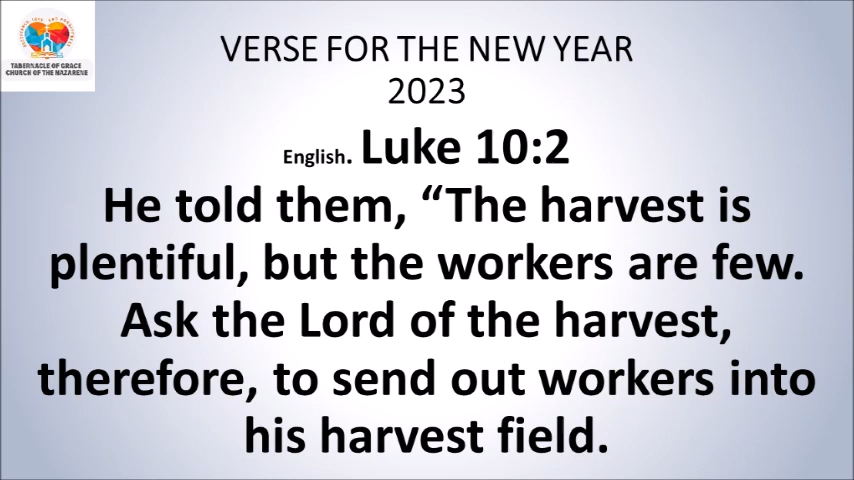 TABERNACLE OF GRACE
CHURCH OF THE NAZARENE
VERSE FOR THE NEW YEAR
2023
English. Luke 10:2
He told them, “The harvest is
plentiful, but the workers are few.
Ask the Lord of the harvest,
therefore, to send out workers into
his harvest field.